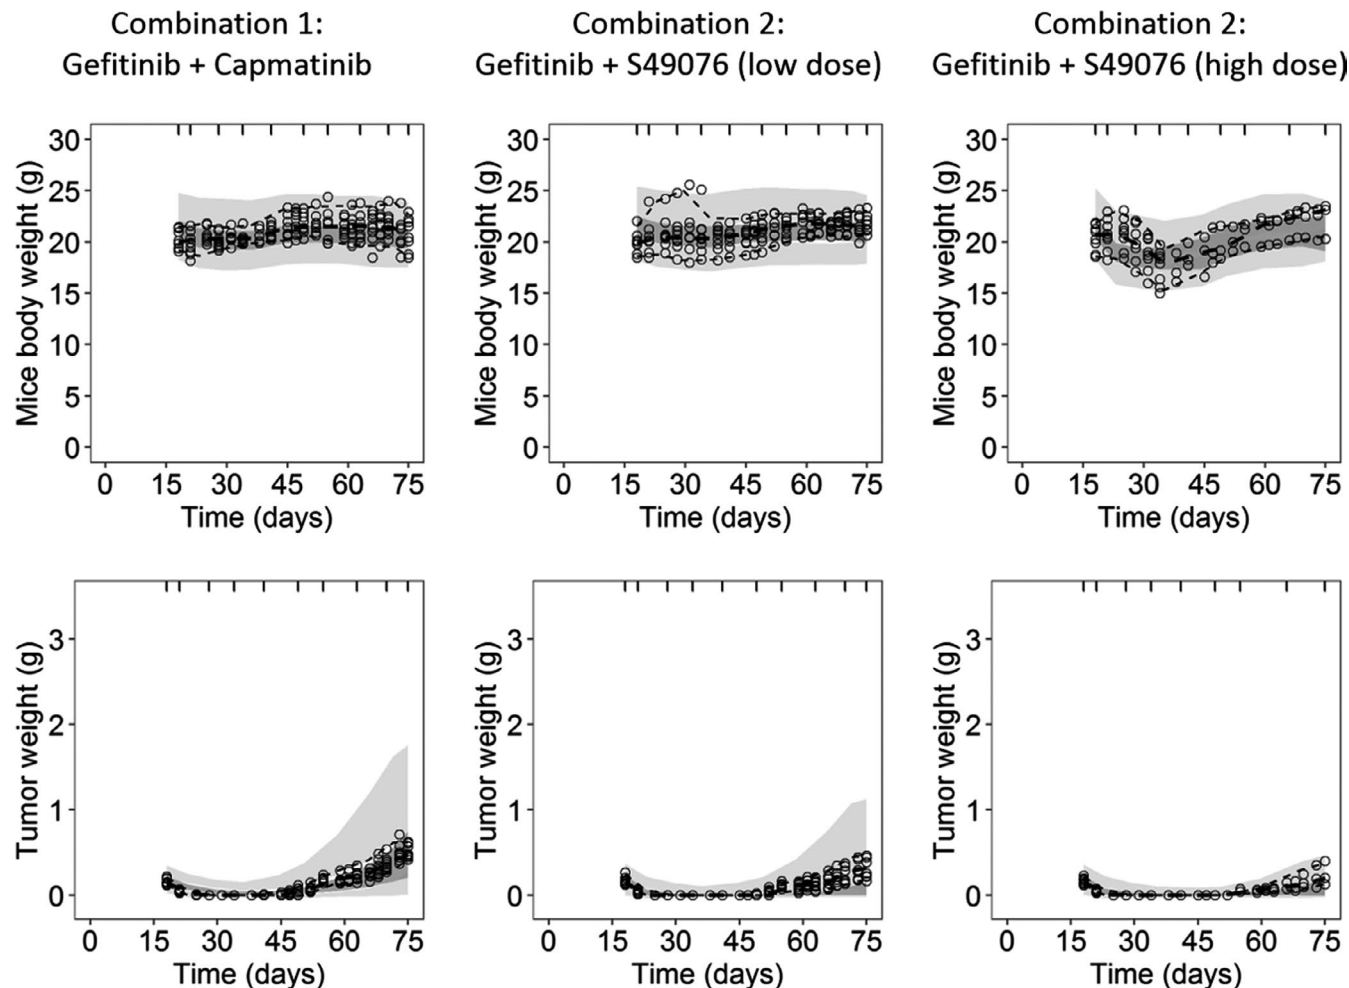 Combination 1:
Gefitinib + Capmatinib
Combination 2:
Gefitinib + S49076 (low dose)
Combination 2:
Gefitinib + S49076 (high dose)
Mice body weight (g)
30
25
20
15
10
5
0
0 15 30 45 60 75
Time (days)
Mice body weight (g)
30
25
20
15
10
5
0
0 15 30 45 60 75
Time (days)
Mice body weight (g)
30
25
20
15
10
5
0
0 15 30 45 60 75
Time (days)
Tumor weight (g)
3
2
1
0
0 15 30 45 60 75
Time (days)
Tumor weight (g)
3
2
1
0
0 15 30 45 60 75
Time (days)
Tumor weight (g)
3
2
1
0
0 15 30 45 60 75
Time (days)